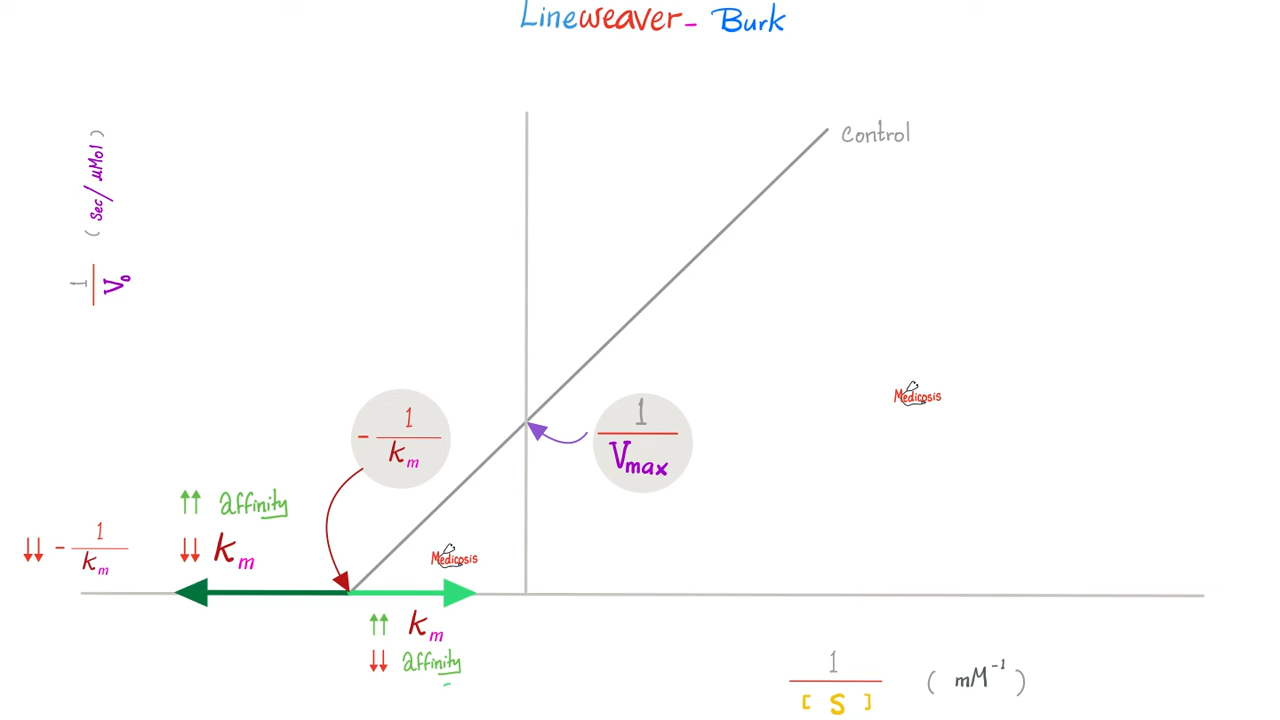 Lineweaver - Burk
Control
1
V₀
( Sec/ μMol )
- 1
km
1
Vmax
Medicosis
↑↑ affinity
↓↓ - 1
km
↓↓ km
Medicosis
↑↑ km
↓↓ affinity
1
[ S ]
( mM⁻¹ )